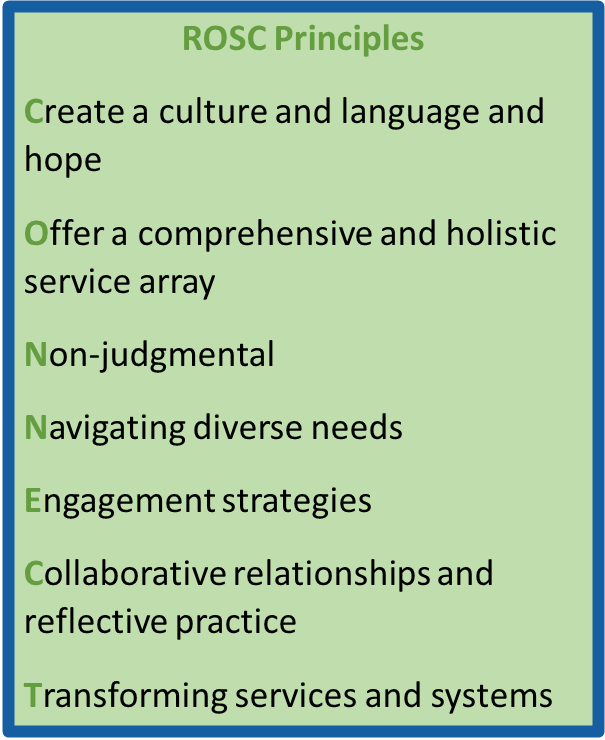 ROSC Principles
Create a culture and language and
hope
Offer a comprehensive and holistic
service array
Non-judgmental
Navigating diverse needs
Engagement strategies
Collaborative relationships and
reflective practice
Transforming services and systems